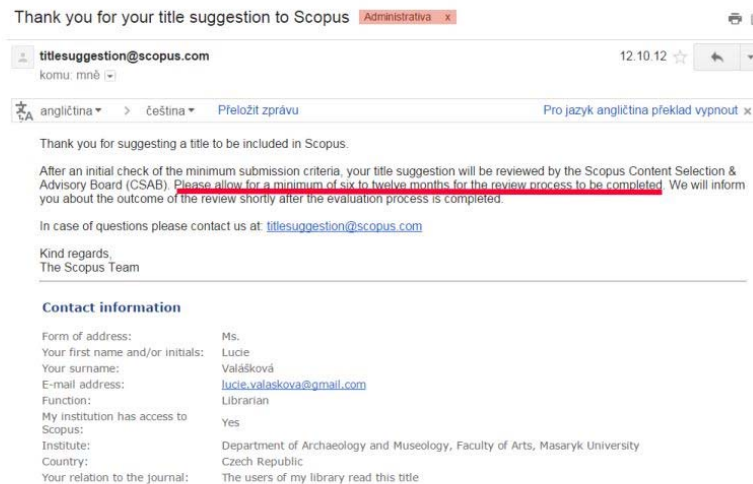 Thank you for your title suggestion to Scopus Administrativa x
titlesuggestion@scopus.com 12.10.12
komu: mně
angličtina > čeština Přeložit zprávu Pro jazyk angličtina překlad vypnout x
Thank you for suggesting a title to be included in Scopus.
After an initial check of the minimum submission criteria, your title suggestion will be reviewed by the Scopus Content Selection &
Advisory Board (CSAB). Please allow for a minimum of six to twelve months for the review process to be completed. We will inform
you about the outcome of the review shortly after the evaluation process is completed.
In case of questions please contact us at: titlesuggestion@scopus.com
Kind regards,
The Scopus Team
Contact information
Form of address: Ms.
Your first name and/or initials: Lucie
Your surname: Valášková
E-mail address: lucie.valaskova@gmail.com
Function: Librarian
My institution has access to
Scopus: Yes
Institute: Department of Archaeology and Museology, Faculty of Arts, Masaryk University
Country: Czech Republic
Your relation to the journal: The users of my library read this title